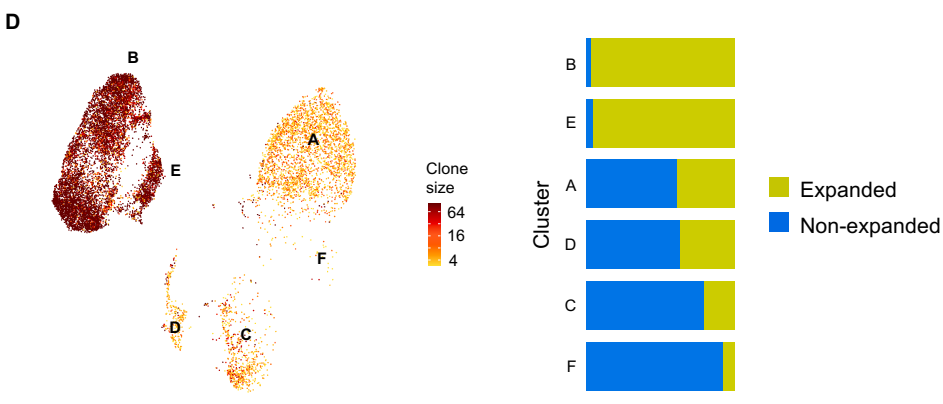 D
B
E
A
F
D
C
Clone
size
64
16
4
Cluster
B
E
A
D
C
F
Expanded
Non-expanded